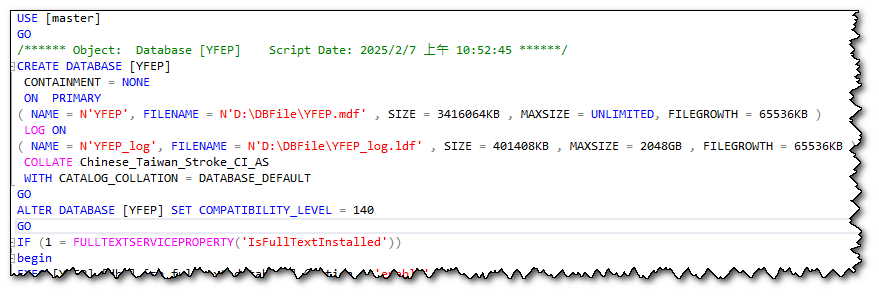 USE [master]
GO
/****** Object:  Database [YFEP]    Script Date: 2025/2/7 上午 10:52:45 ******/
CREATE DATABASE [YFEP]
 CONTAINMENT = NONE
 ON  PRIMARY
( NAME = N'YFEP', FILENAME = N'D:\DBFile\YFEP.mdf' , SIZE = 3416064KB , MAXSIZE = UNLIMITED, FILEGROWTH = 65536KB )
 LOG ON
( NAME = N'YFEP_log', FILENAME = N'D:\DBFile\YFEP_log.ldf' , SIZE = 401408KB , MAXSIZE = 2048GB , FILEGROWTH = 65536KB )
 COLLATE Chinese_Taiwan_Stroke_CI_AS
 WITH CATALOG_COLLATION = DATABASE_DEFAULT
GO
ALTER DATABASE [YFEP] SET COMPATIBILITY_LEVEL = 140
GO
IF (1 = FULLTEXTSERVICEPROPERTY('IsFullTextInstalled'))
begin